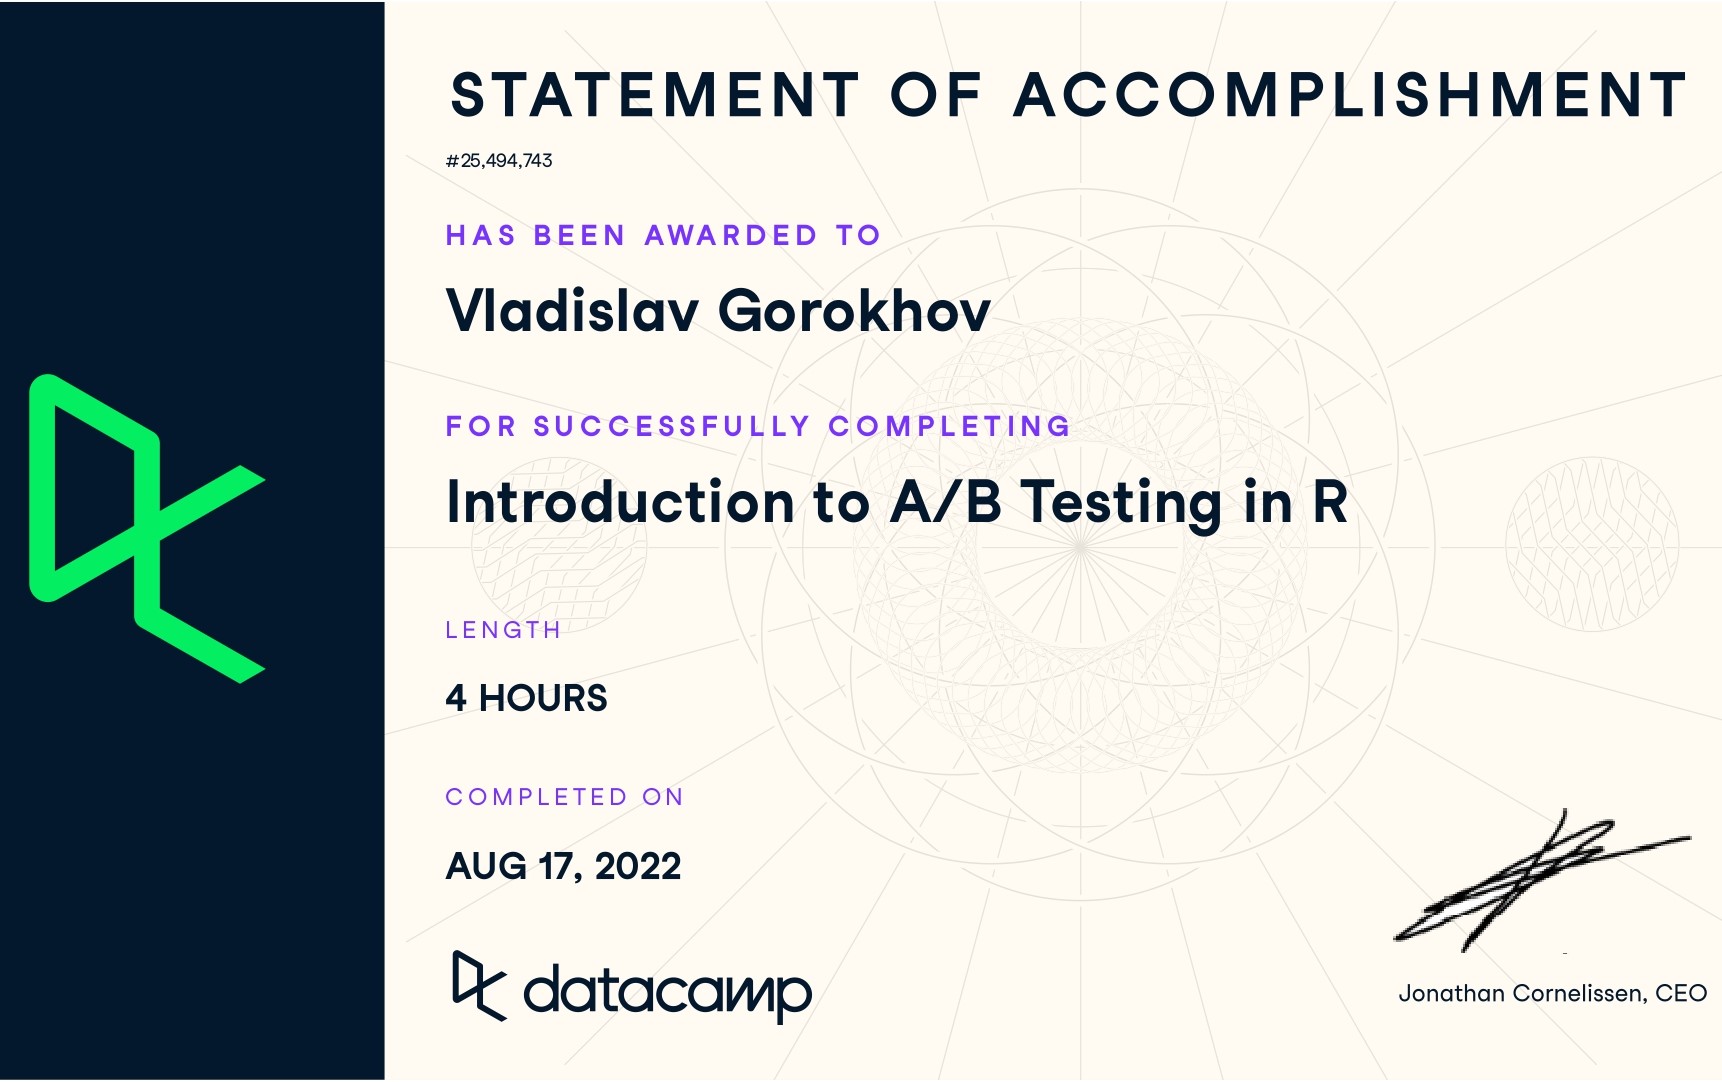 STATEMENT OF ACCOMPLISHMENT
#25,494,743
HAS BEEN AWARDED TO
Vladislav Gorokhov
FOR SUCCESSFULLY COMPLETING
Introduction to A/B Testing in R
LENGTH
4 HOURS
COMPLETED ON
AUG 17, 2022
datacamp
Jonathan Cornelissen, CEO